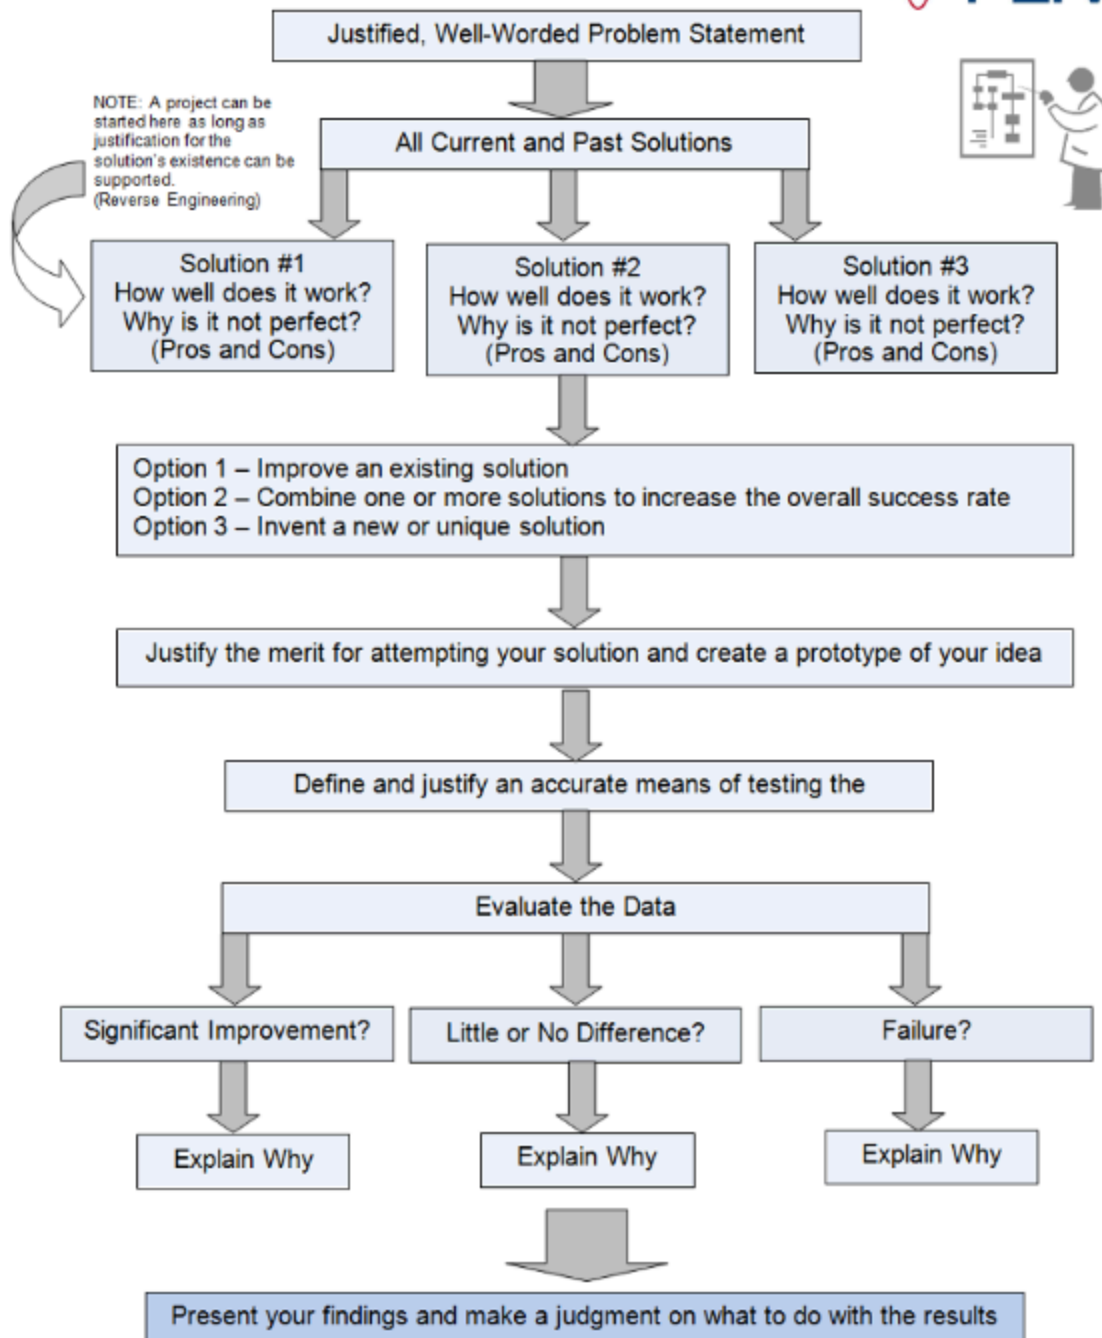 Justified, Well-Worded Problem Statement
NOTE: A project can be
started here as long as
justification for the
solution's existence can be
supported.
(Reverse Engineering)
All Current and Past Solutions
Solution #1
How well does it work?
Why is it not perfect?
(Pros and Cons)
Solution #2
How well does it work?
Why is it not perfect?
(Pros and Cons)
Solution #3
How well does it work?
Why is it not perfect?
(Pros and Cons)
Option 1 – Improve an existing solution
Option 2 – Combine one or more solutions to increase the overall success rate
Option 3 – Invent a new or unique solution
Justify the merit for attempting your solution and create a prototype of your idea
Define and justify an accurate means of testing the
Evaluate the Data
Significant Improvement?
Little or No Difference?
Failure?
Explain Why
Explain Why
Explain Why
Present your findings and make a judgment on what to do with the results